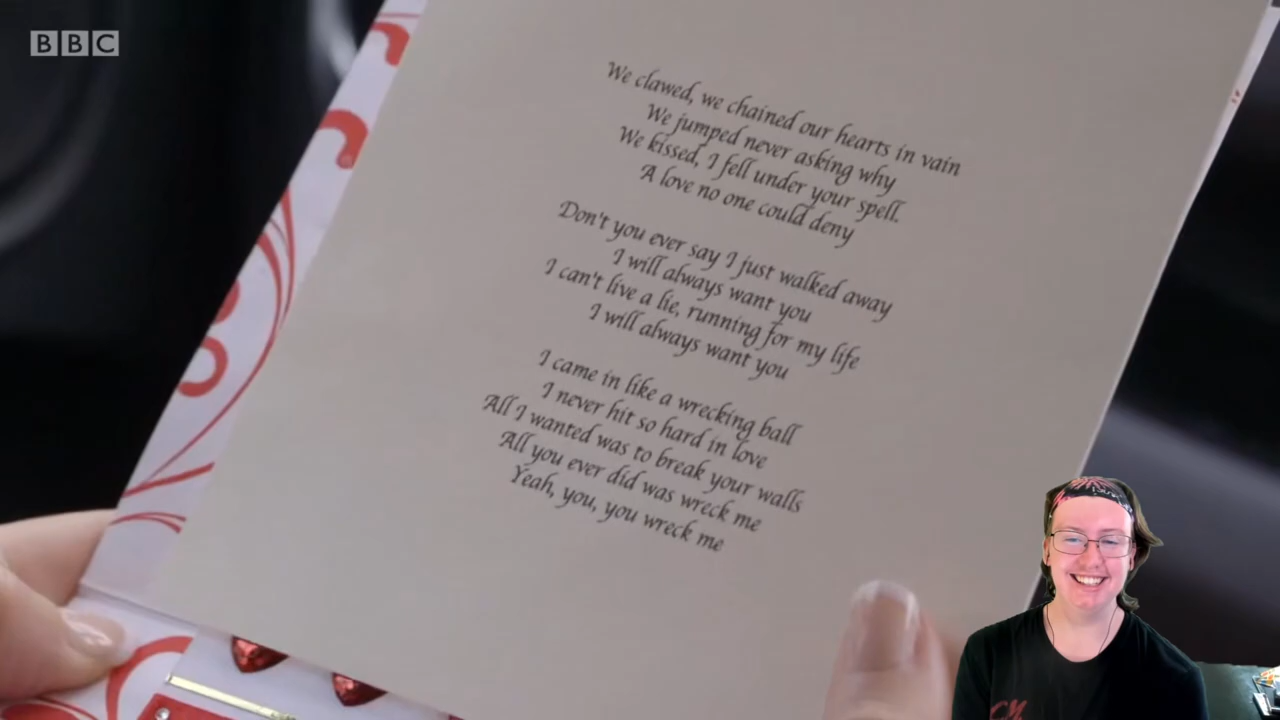 BBC
We clawed, we chained our hearts in vain
We jumped never asking why
We kissed, I fell under your spell.
A love no one could deny
Don't you ever say I just walked away
I will always want you
I can't live a lie, running for my life
I will always want you
I came in like a wrecking ball
I never hit so hard in love
All I wanted was to break your walls
All you ever did was wreck me
Yeah, you, you wreck me